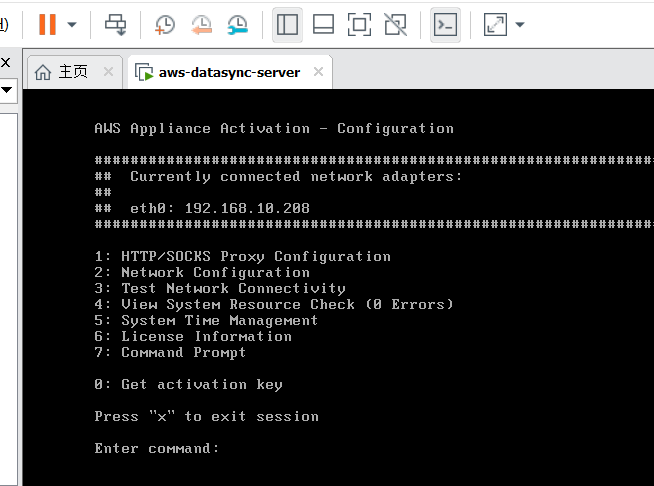 主页
aws-datasync-server
AWS Appliance Activation - Configuration
##############################################################
##  Currently connected network adapters:
##
##  eth0: 192.168.10.208
##############################################################
1: HTTP/SOCKS Proxy Configuration
2: Network Configuration
3: Test Network Connectivity
4: View System Resource Check (0 Errors)
5: System Time Management
6: License Information
7: Command Prompt
0: Get activation key
Press "x" to exit session
Enter command: